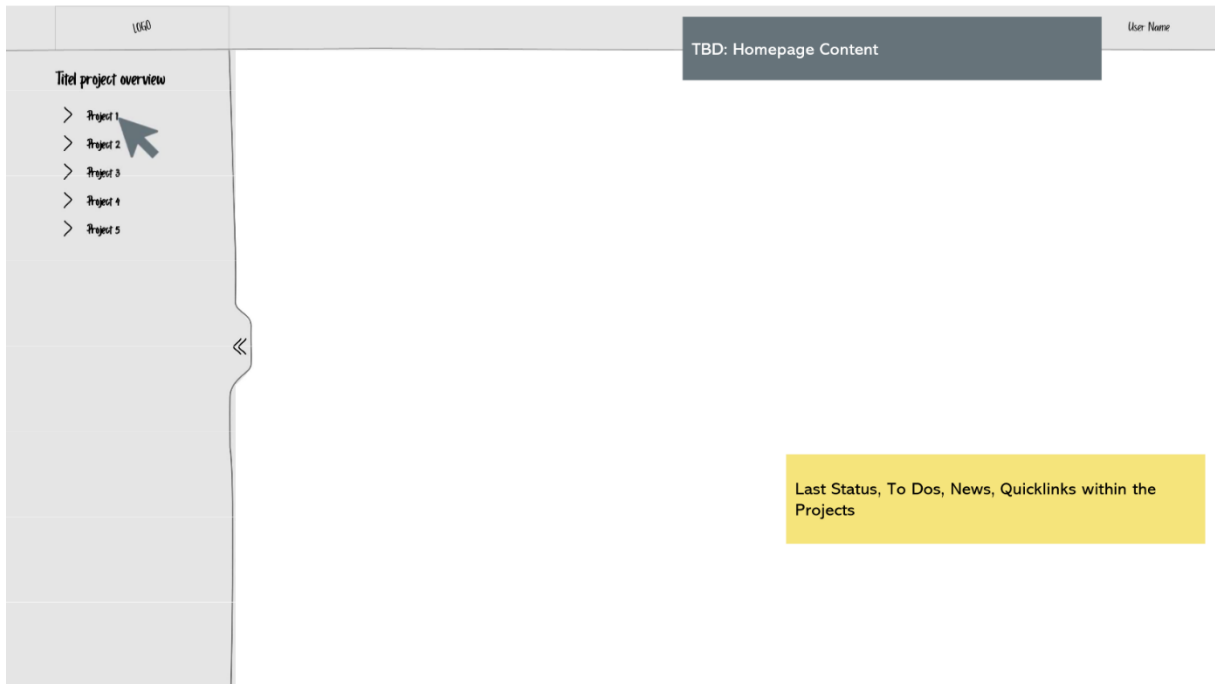 LOGO
User Name
TBD: Homepage Content
Titel project overview
Project 1
Project 2
Project 3
Project 4
Project 5
Last Status, To Dos, News, Quicklinks within the
Projects